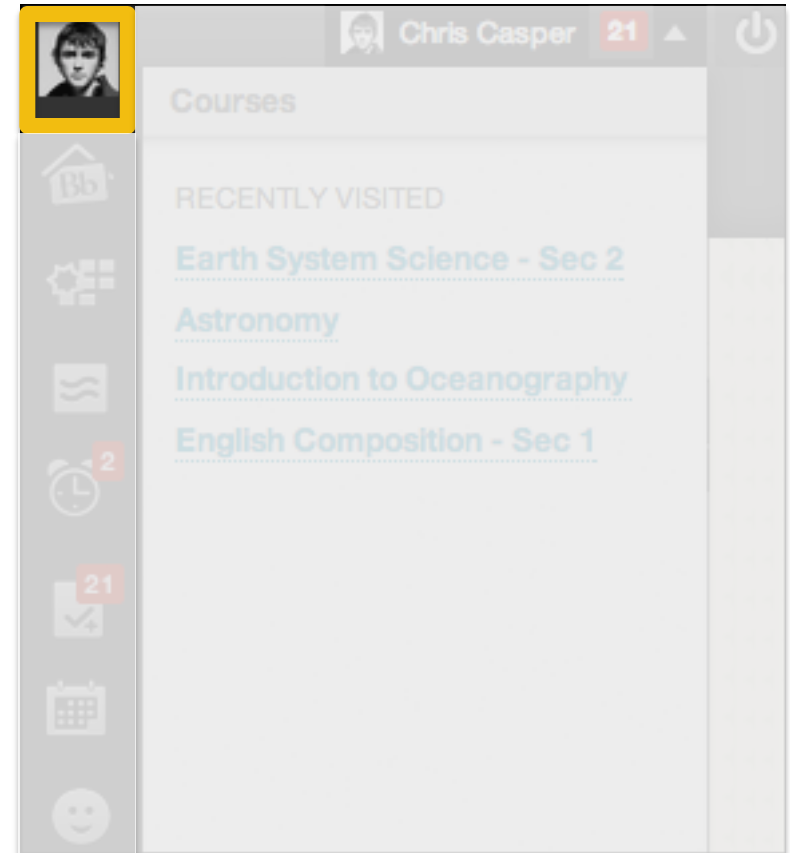 Chris Casper 21
Courses
Bb
RECENTLY VISITED
Earth System Science - Sec 2
Astronomy
Introduction to Oceanography
English Composition - Sec 1
2
21